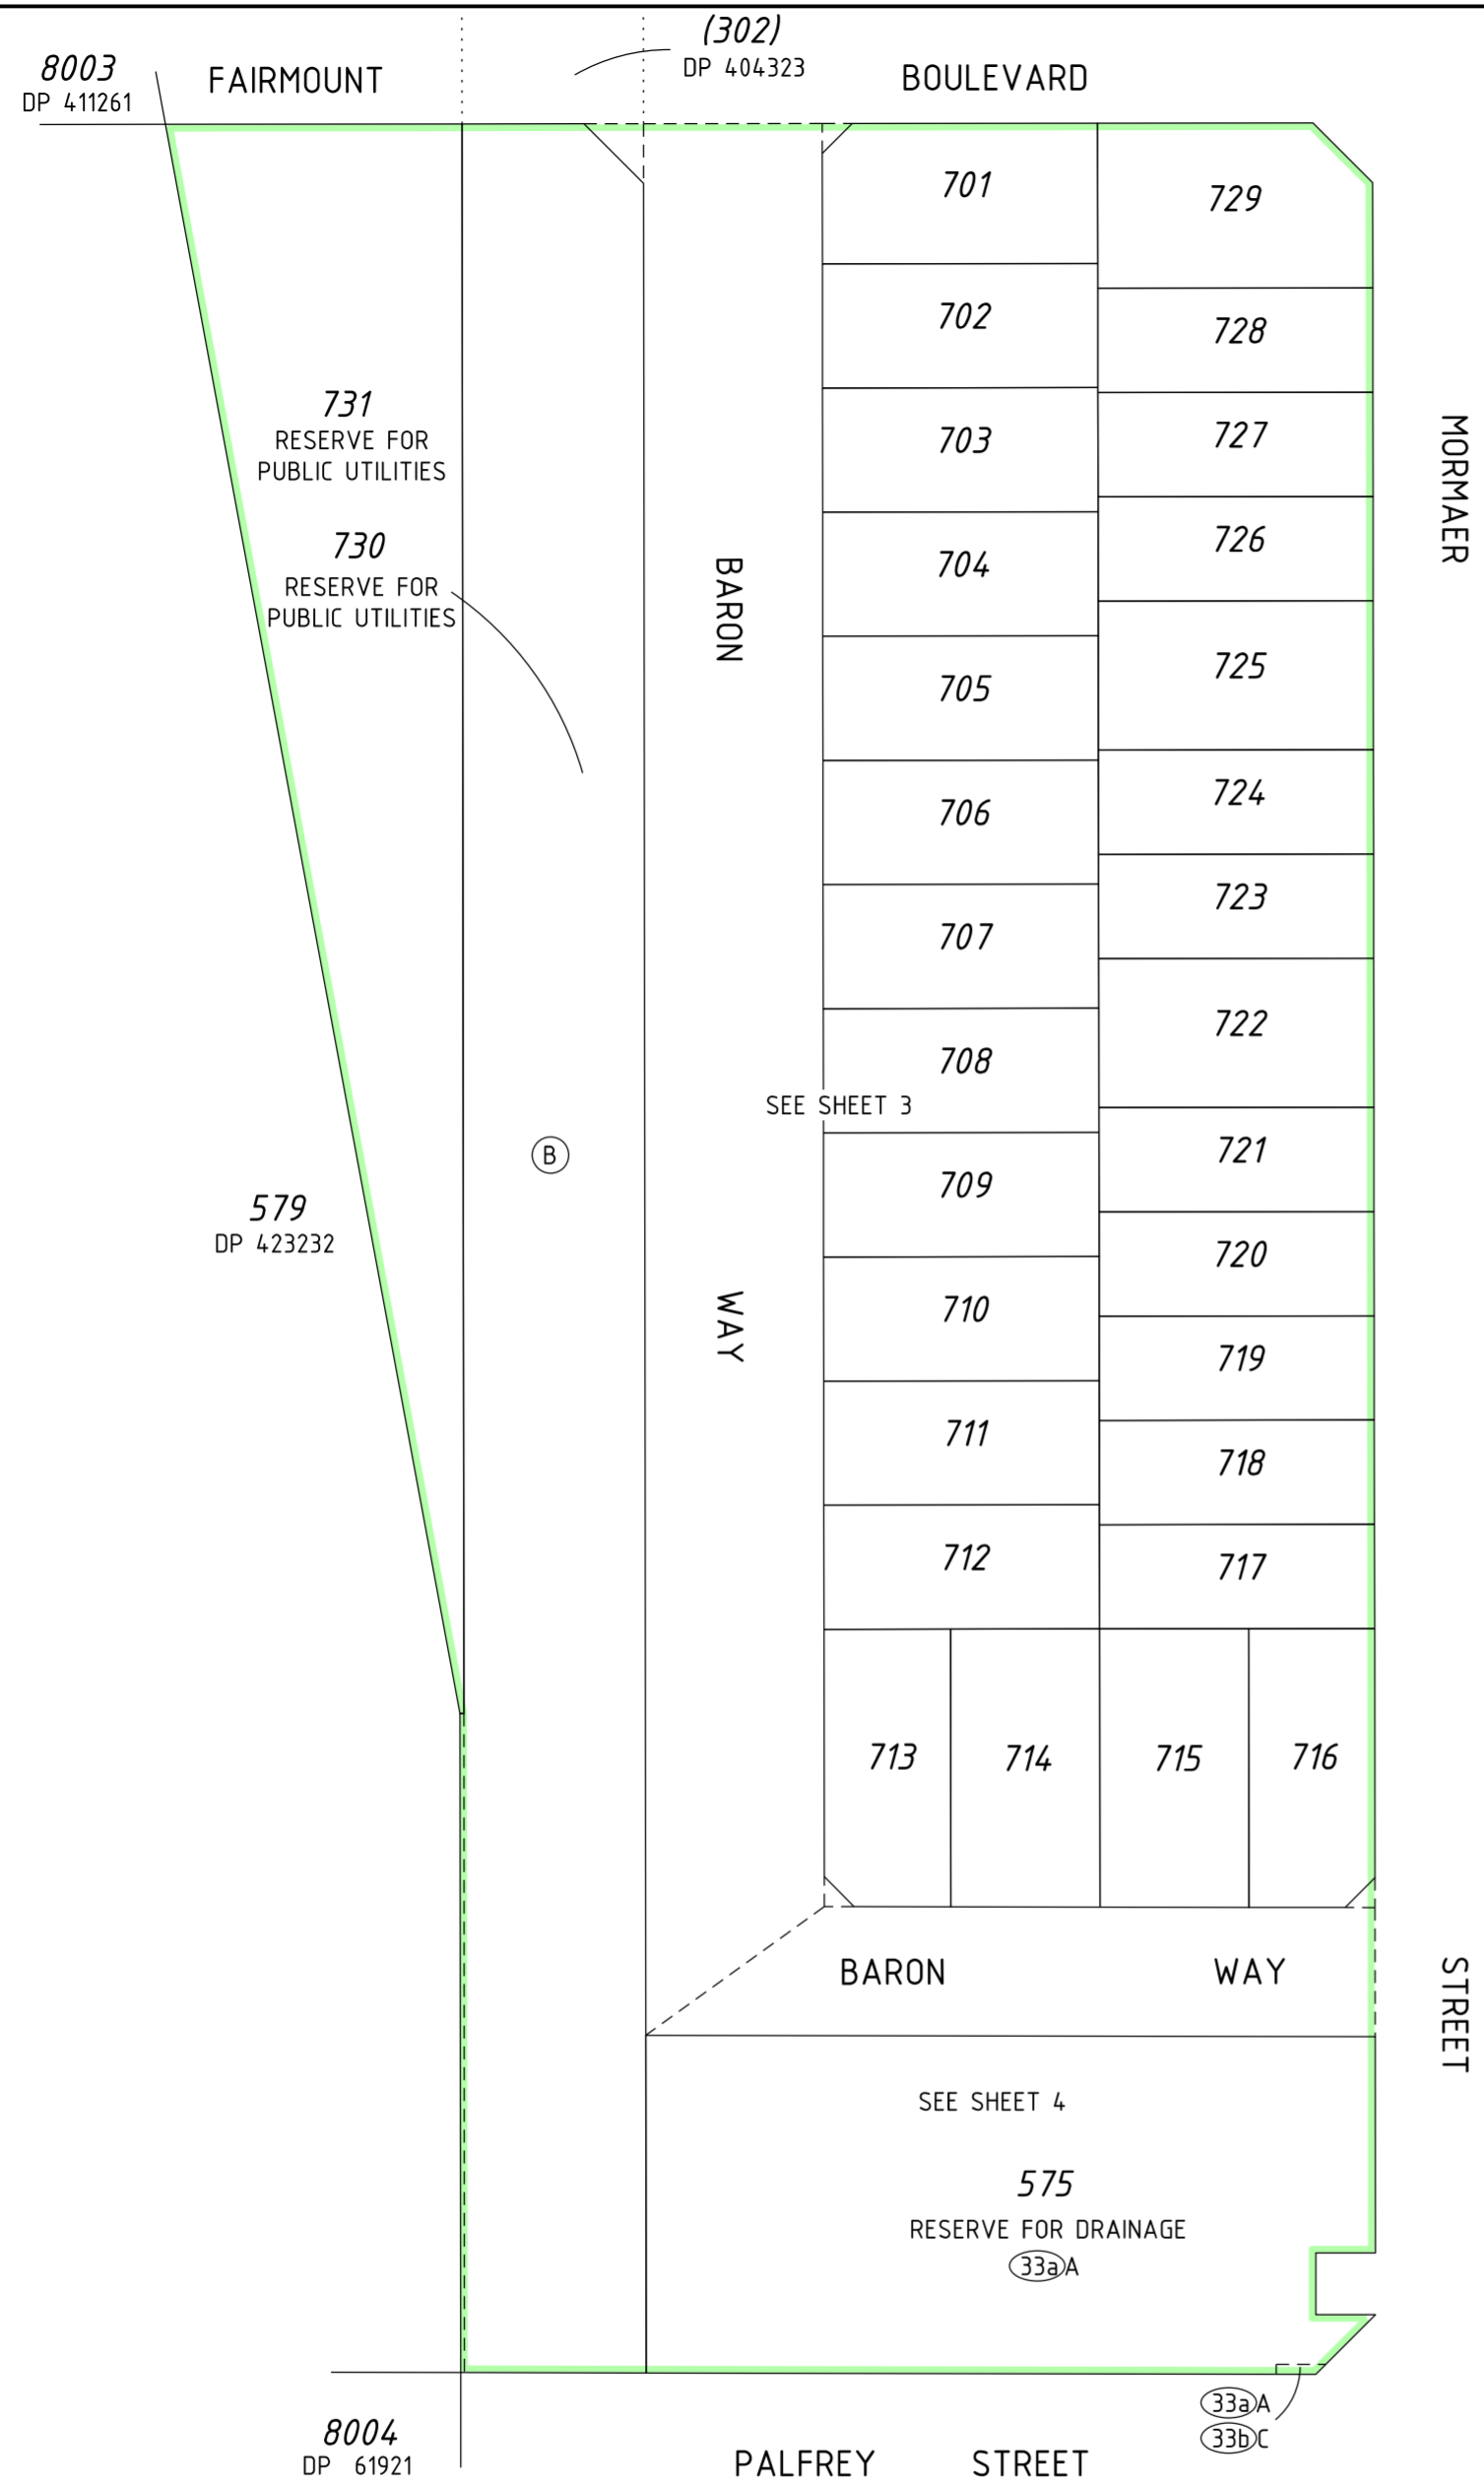 (302)
DP 404323
8003
DP 411261
FAIRMOUNT
BOULEVARD
701
729
702
728
731
RESERVE FOR
PUBLIC UTILITIES
703
727
MORMAER
730
RESERVE FOR
PUBLIC UTILITIES
BARON
704
726
705
725
706
724
707
723
708
722
SEE SHEET 3
B
709
721
579
DP 423232
710
720
WAY
711
719
712
718
717
713
714
715
716
BARON WAY
STREET
SEE SHEET 4
575
RESERVE FOR DRAINAGE
33a A
33a A
33b C
8004
DP 61921
PALFREY STREET